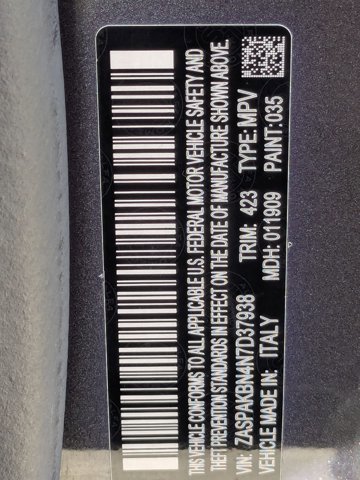 THIS VEHICLE CONFORMS TO ALL APPLICABLE U.S. FEDERAL MOTOR VEHICLE SAFETY AND
THEFT PREVENTION STANDARDS IN EFFECT ON THE DATE OF MANUFACTURE SHOWN ABOVE.
VIN: ZASPAKBN4N7D37938 TRIM: 423 TYPE: MPV
VEHICLE MADE IN: ITALY MDH: 011909 PAINT: 035